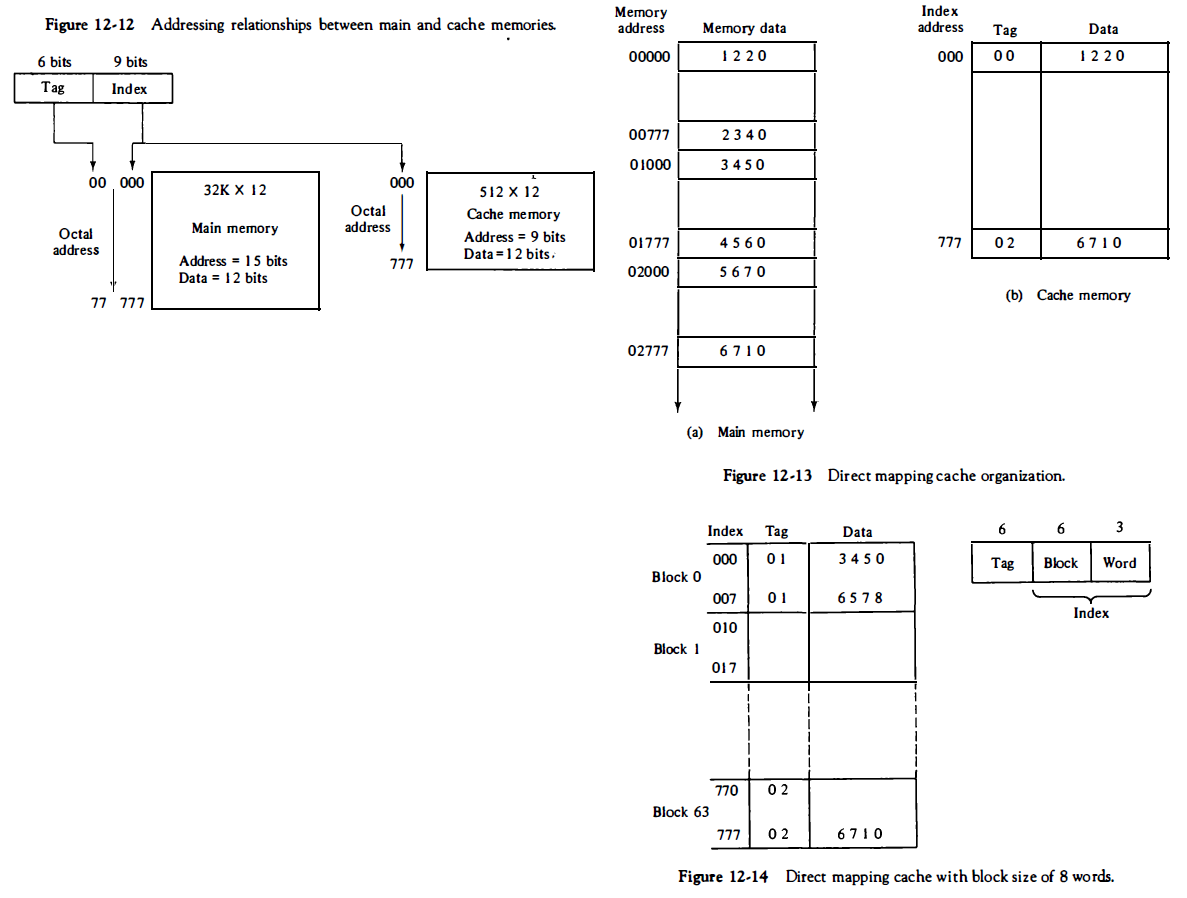 Figure 12-12 Addressing relationships between main and cache memories.
6 bits 9 bits
Tag Index
00 000
Octal
address
77 777
32K X 12
Main memory
Address = 15 bits
Data = 12 bits
000
Octal
address
777
512 X 12
Cache memory
Address = 9 bits
Data = 12 bits.
Memory
address Memory data
00000 1 2 2 0
00777 2 3 4 0
01000 3 4 5 0
01777 4 5 6 0
02000 5 6 7 0
02777 6 7 1 0
(a) Main memory
Index
address Tag Data
000 0 0 1 2 2 0
777 0 2 6 7 1 0
(b) Cache memory
Figure 12-13 Direct mapping cache organization.
Index Tag Data
000 0 1 3 4 5 0
Block 0
007 0 1 6 5 7 8
010
Block 1
017
770 0 2
Block 63
777 0 2 6 7 1 0
6 6 3
Tag Block Word
Index
Figure 12-14 Direct mapping cache with block size of 8 words.